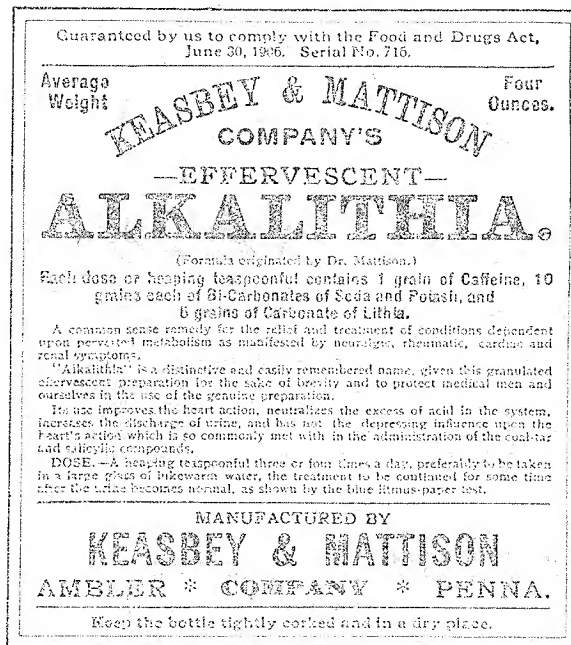 Guaranteed by us to comply with the Food and Drugs Act,
June 30, 1906. Serial No. 715.
Average Weight
Four Ounces.
KEASBEY & MATTISON
COMPANY'S
—EFFERVESCENT—
ALKALITHIA.
(Formula originated by Dr. Mattison.)
Each dose or heaping teaspoonful contains 1 grain of Caffeine, 10
grains each of Bi-Carbonates of Soda and Potash, and
5 grains of Carbonate of Lithia.
A common sense remedy for the relief and treatment of conditions dependent
upon perverted metabolism as manifested by neuralgic, rheumatic, cardiac and
renal symptoms.
"Alkalithia" is a distinctive and easily remembered name, given this granulated
effervescent preparation for the sake of brevity and to protect medical men and
ourselves in the use of the genuine preparation.
Its use improves the heart action, neutralizes the excess of acid in the system,
increases the discharge of urine, and has not the depressing influence upon the
heart's action which is so commonly met with in the administration of the coal-tar
and salicylic compounds.
DOSE.—A heaping teaspoonful three or four times a day, preferably to be taken
in a large glass of lukewarm water, the treatment to be continued for some time
after the urine becomes normal, as shown by the blue litmus-paper test.
MANUFACTURED BY
KEASBEY & MATTISON
AMBLER * COMPANY * PENNA.
Keep the bottle tightly corked and in a dry place.